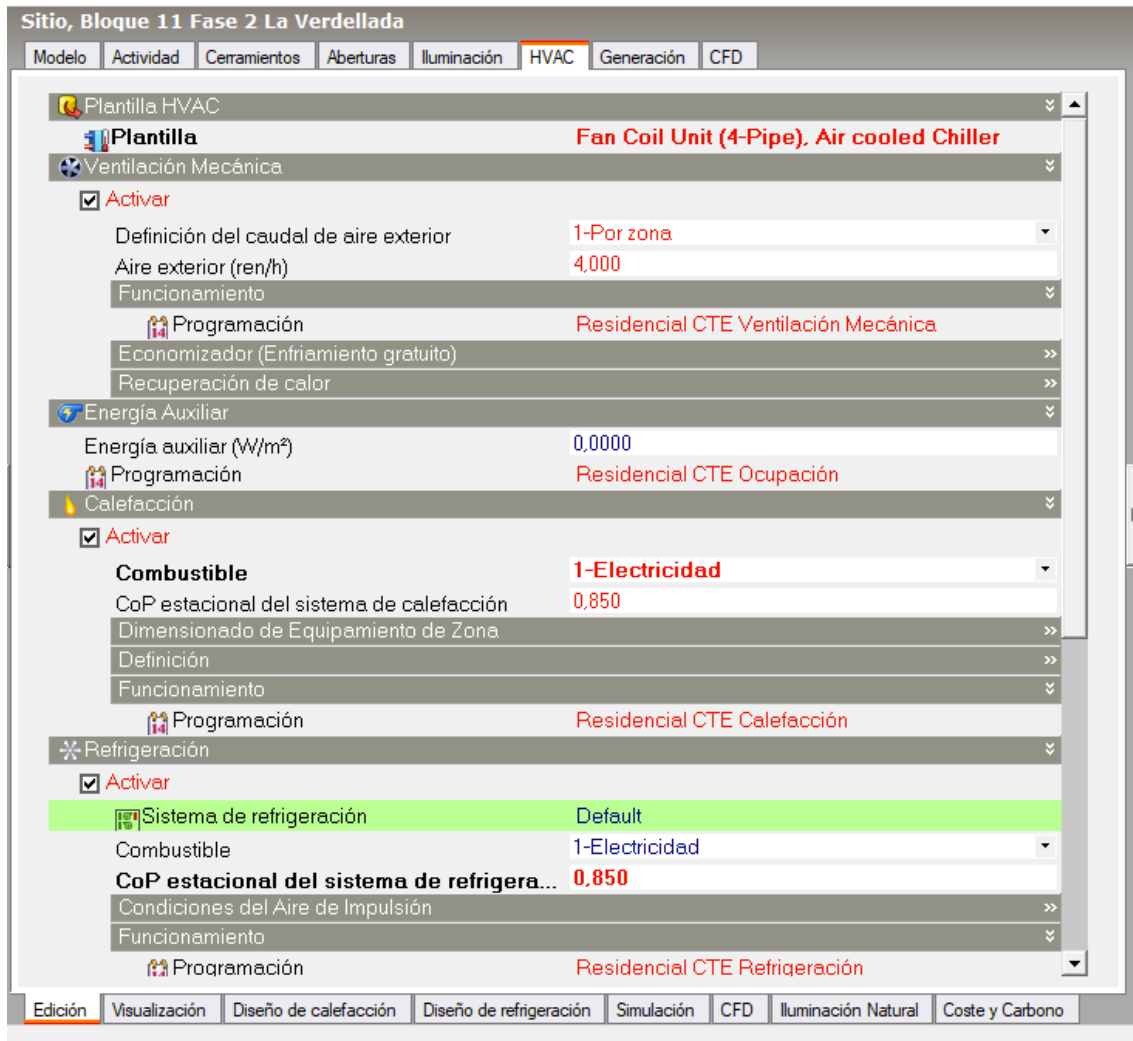 Sitio, Bloque 11 Fase 2 La Verdellada
Modelo Actividad Cerramientos Aberturas Iluminación HVAC Generación CFD
Plantilla HVAC
Plantilla Fan Coil Unit (4-Pipe), Air cooled Chiller
Ventilación Mecánica
Activar
Definición del caudal de aire exterior 1-Por zona
Aire exterior (ren/h) 4,000
Funcionamiento
Programación Residencial CTE Ventilación Mecánica
Economizador (Enfriamiento gratuito)
Recuperación de calor
Energía Auxiliar
Energía auxiliar (W/m²) 0,0000
Programación Residencial CTE Ocupación
Calefacción
Activar
Combustible 1-Electricidad
CoP estacional del sistema de calefacción 0,850
Dimensionado de Equipamiento de Zona
Definición
Funcionamiento
Programación Residencial CTE Calefacción
Refrigeración
Activar
Sistema de refrigeración Default
Combustible 1-Electricidad
CoP estacional del sistema de refrigera... 0,850
Condiciones del Aire de Impulsión
Funcionamiento
Programación Residencial CTE Refrigeración
Edición Visualización Diseño de calefacción Diseño de refrigeración Simulación CFD Iluminación Natural Coste y Carbono